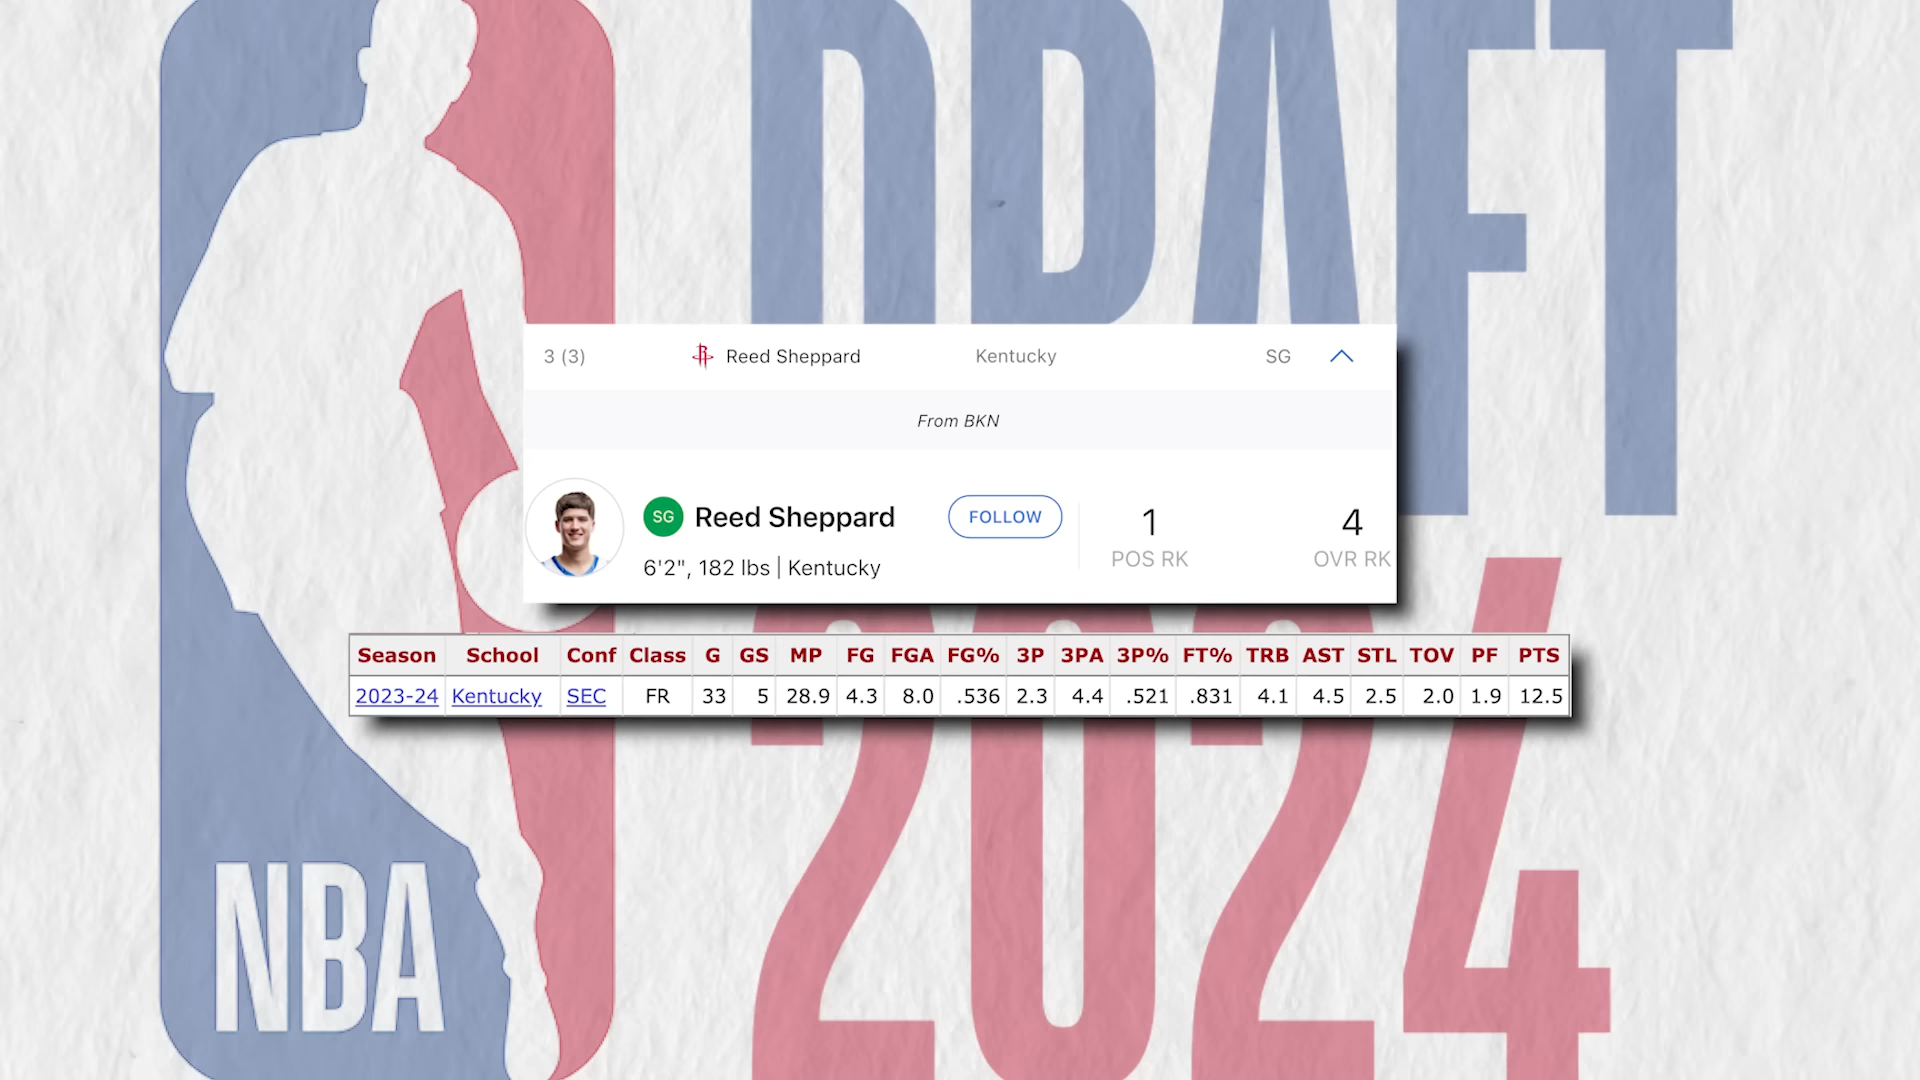 DRAFT
2024
NBA
3 (3) Reed Sheppard Kentucky SG
From BKN
SG Reed Sheppard FOLLOW 1 4
6'2", 182 lbs | Kentucky POS RK OVR RK
Season School Conf Class G GS MP FG FGA FG% 3P 3PA 3P% FT% TRB AST STL TOV PF PTS
2023-24 Kentucky SEC FR 33 5 28.9 4.3 8.0 .536 2.3 4.4 .521 .831 4.1 4.5 2.5 2.0 1.9 12.5